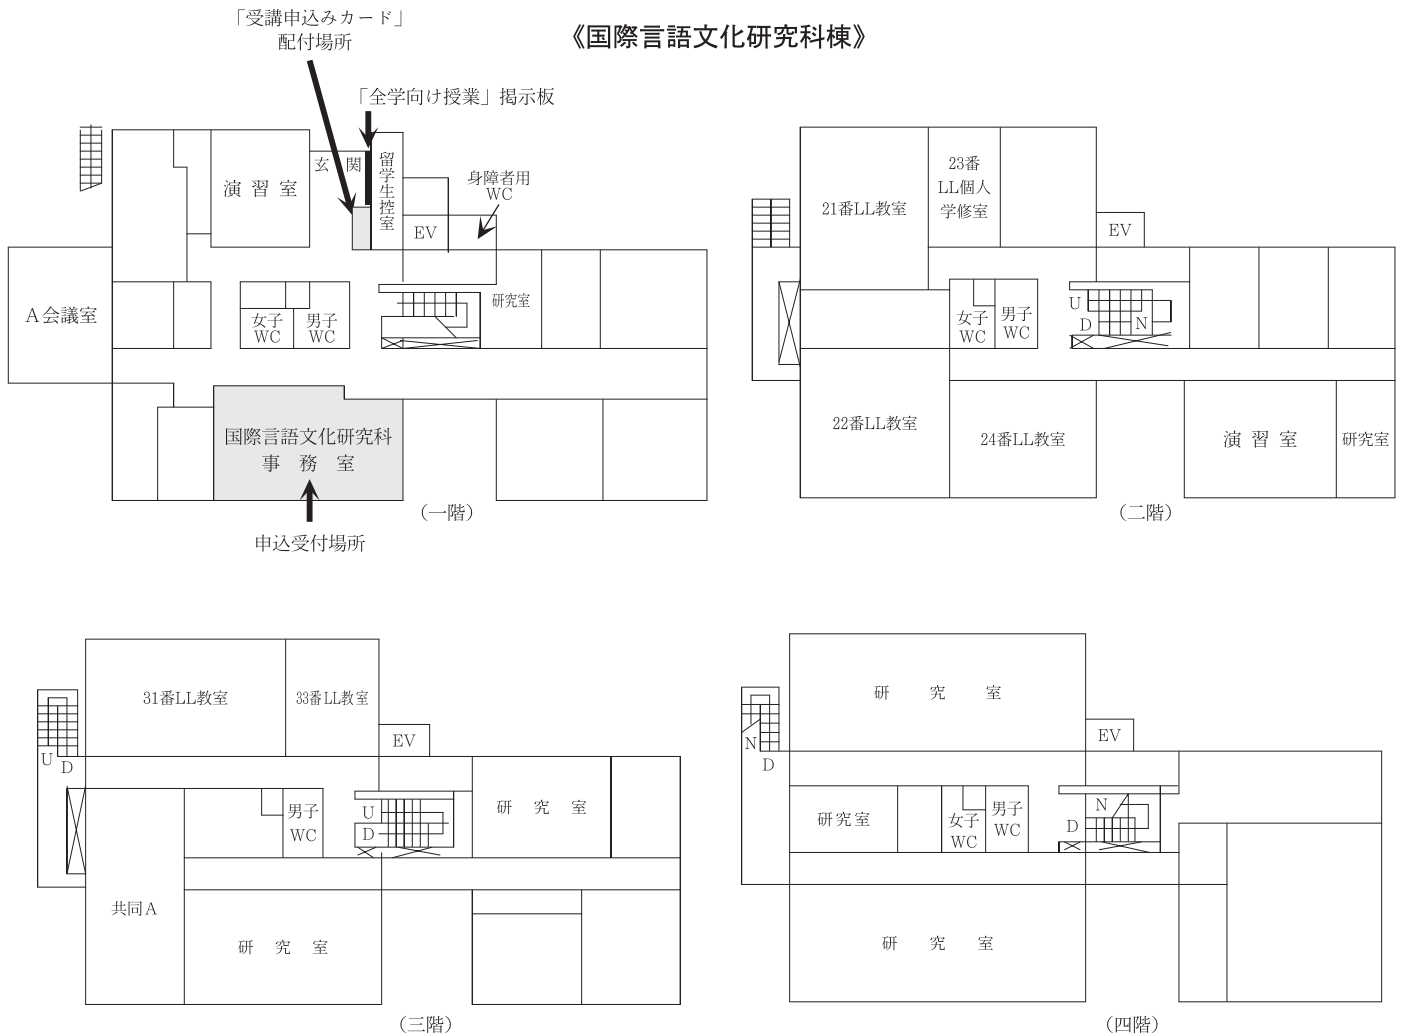 「受講申込みカード」
配付場所
《国際言語文化研究科棟》
「全学向け授業」掲示板
玄 関
留学生控室
演 習 室
身障者用
WC
EV
A会議室
女子
WC
男子
WC
研究室
国際言語文化研究科
事 務 室
申込受付場所
（一階）
21番LL教室
23番
LL個人
学修室
EV
女子
WC
男子
WC
U
D
N
22番LL教室
24番LL教室
演 習 室
研究室
（二階）
31番LL教室
33番LL教室
EV
U
D
男子
WC
U
D
研 究 室
共同A
研 究 室
（三階）
研 究 室
EV
N
D
研究室
女子
WC
男子
WC
N
D
研 究 室
（四階）